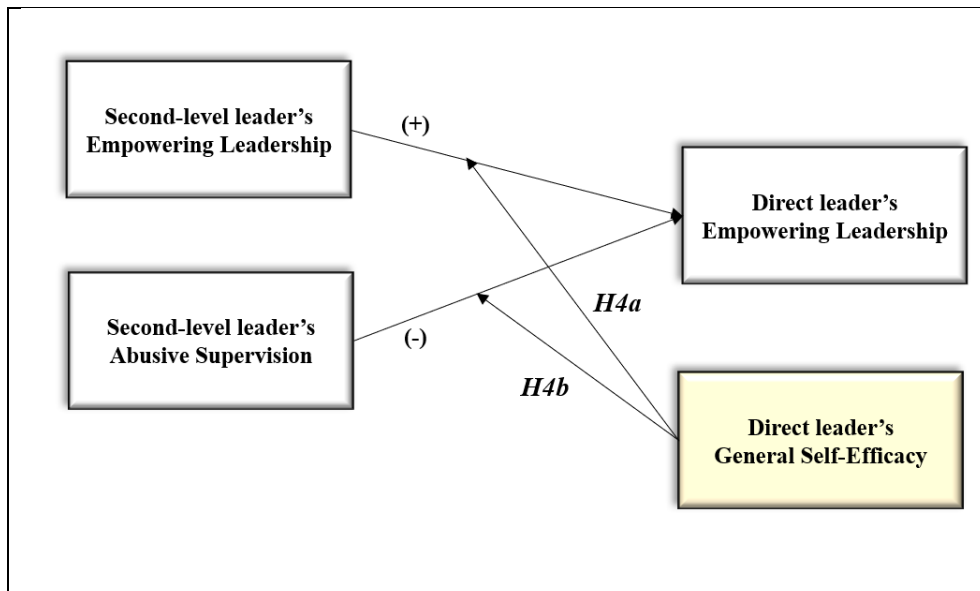 Second-level leader’s
Empowering Leadership
(+)
Direct leader’s
Empowering Leadership
Second-level leader’s
Abusive Supervision
(-)
H4a
H4b
Direct leader’s
General Self-Efficacy